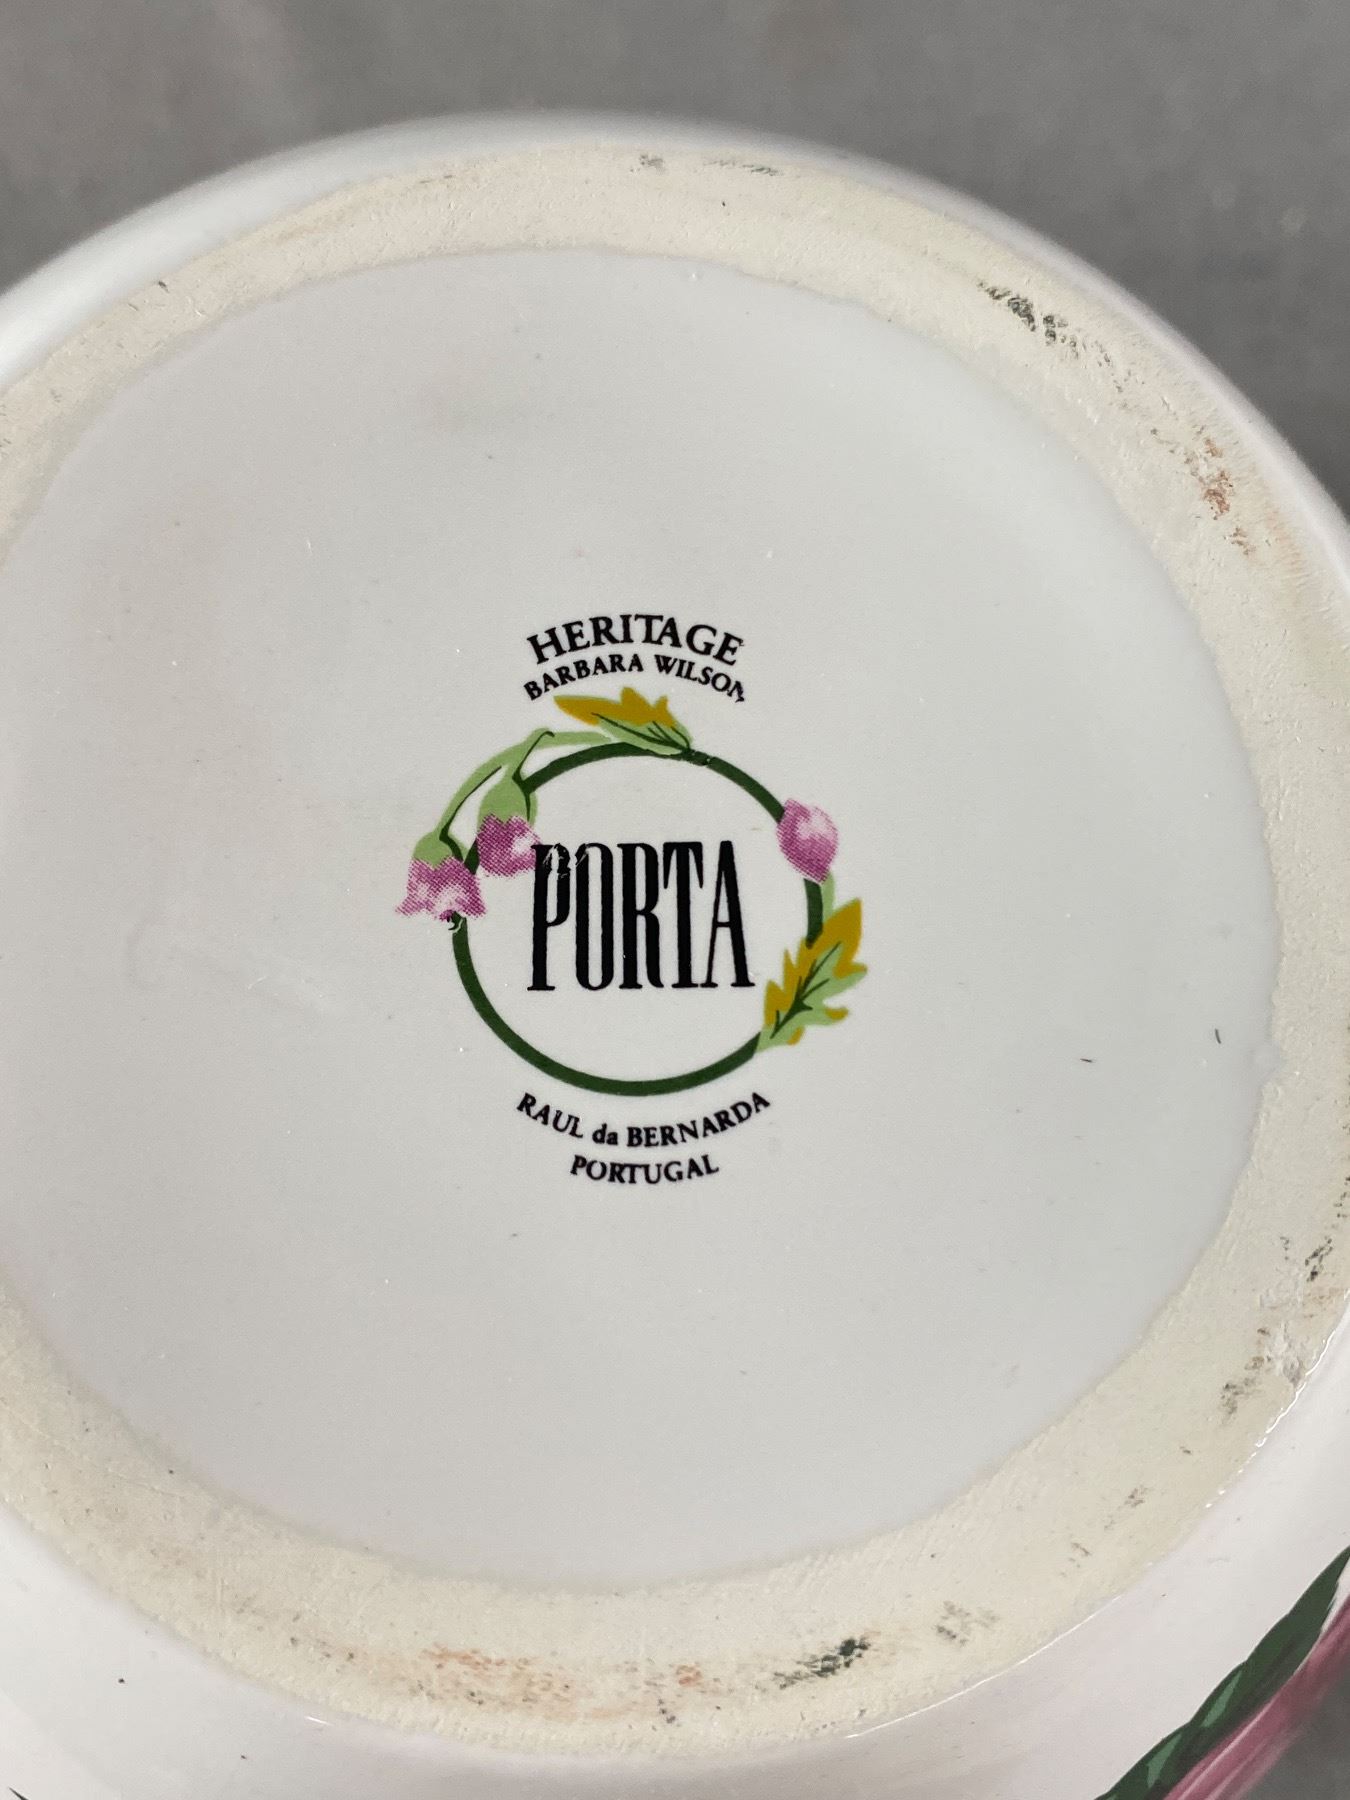 HERITAGE
BARBARA WILSON
PORTA
RAUL da BERNARDA
PORTUGAL